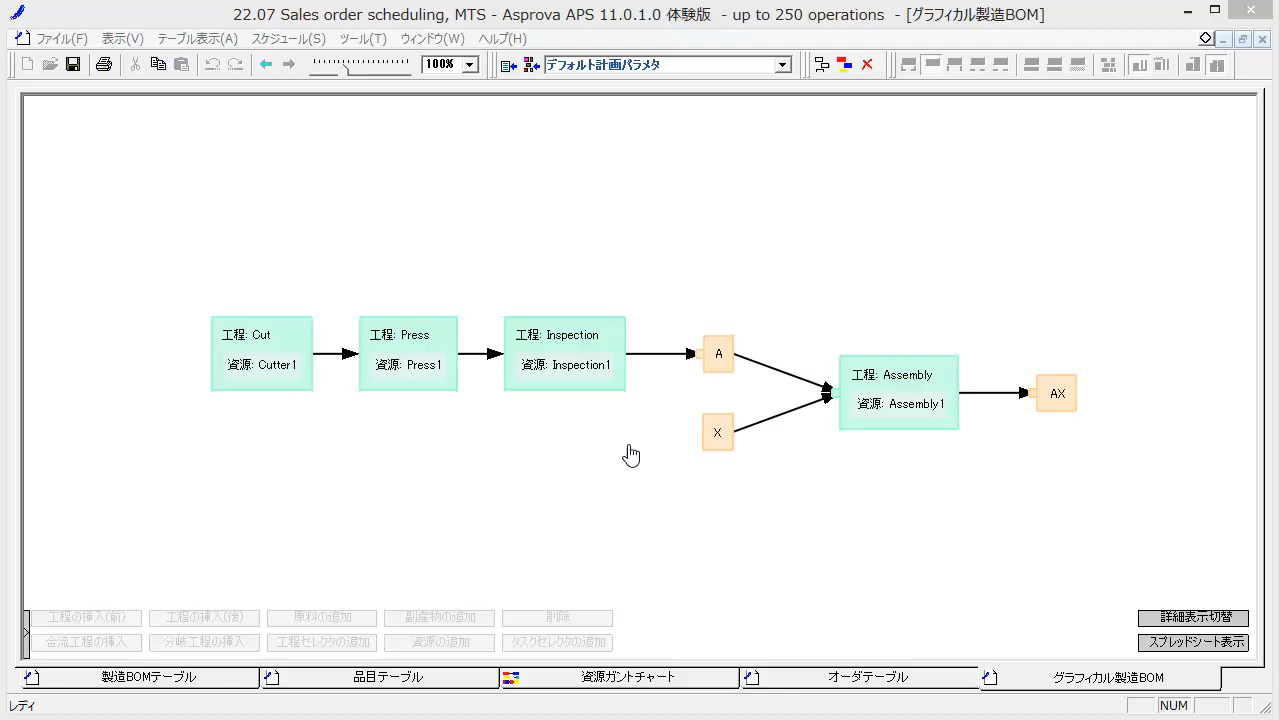 22.07 Sales order scheduling, MTS - Asprova APS 11.0.1.0 体験版 - up to 250 operations - [グラフィカル製造BOM]
ファイル(F) 表示(V) テーブル表示(A) スケジュール(S) ツール(T) ウィンドウ(W) ヘルプ(H)
100% デフォルト計画パラメタ
工程: Cut
資源: Cutter1
工程: Press
資源: Press1
工程: Inspection
資源: Inspection1
A
X
工程: Assembly
資源: Assembly1
AX
工程の挿入(前) 工程の挿入(後) 原料の追加 副産物の追加 削除 詳細表示切替
合流工程の挿入 分岐工程の挿入 工程セレクタの追加 資源の追加 タスクセレクタの追加 スプレッドシート表示
製造BOMテーブル 品目テーブル 資源ガントチャート オーダテーブル グラフィカル製造BOM
レディ NUM